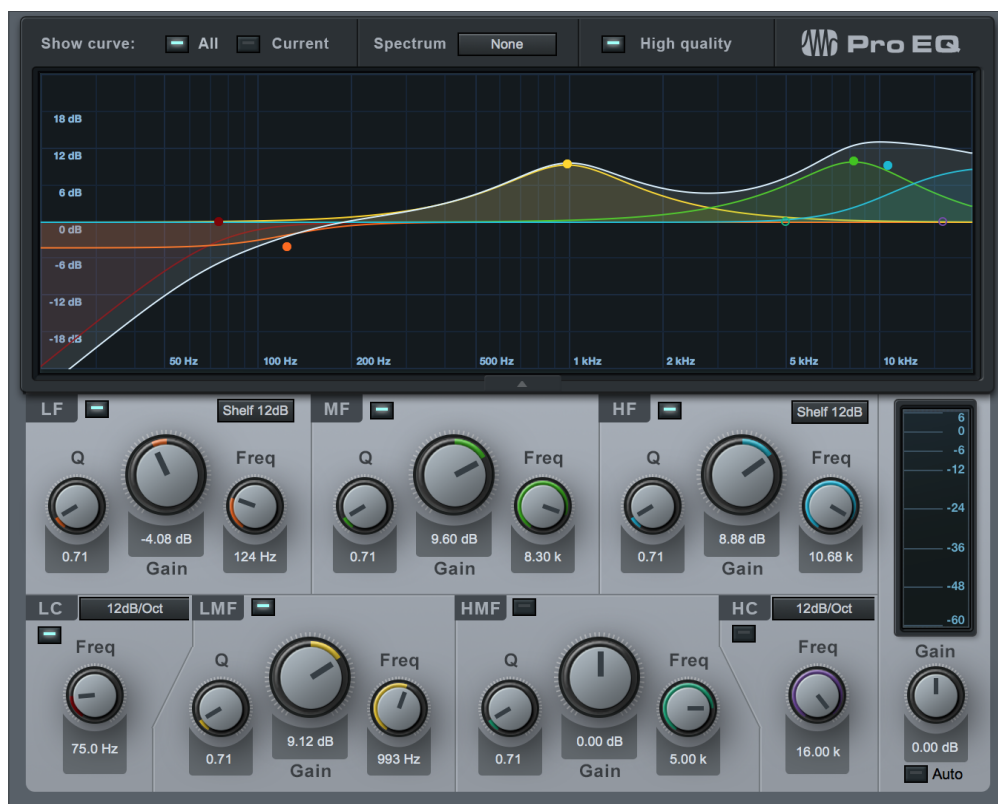 Show curve: All Current Spectrum None High quality Pro EQ
18 dB
12 dB
6 dB
0 dB
-6 dB
-12 dB
-18 dB
50 Hz 100 Hz 200 Hz 500 Hz 1 kHz 2 kHz 5 kHz 10 kHz
LF Shelf 12dB MF HF Shelf 12dB
Q Freq Q Freq Q Freq
0.71 -4.08 dB 124 Hz 0.71 9.60 dB 8.30 k 0.71 8.88 dB 10.68 k
Gain Gain Gain
6
0
-6
-12
-24
-36
-48
-60
LC 12dB/Oct LMF HMF HC 12dB/Oct
Freq Q Freq Q Freq Freq Gain
75.0 Hz 0.71 9.12 dB 993 Hz 0.71 0.00 dB 5.00 k 16.00 k 0.00 dB
Gain Gain Auto